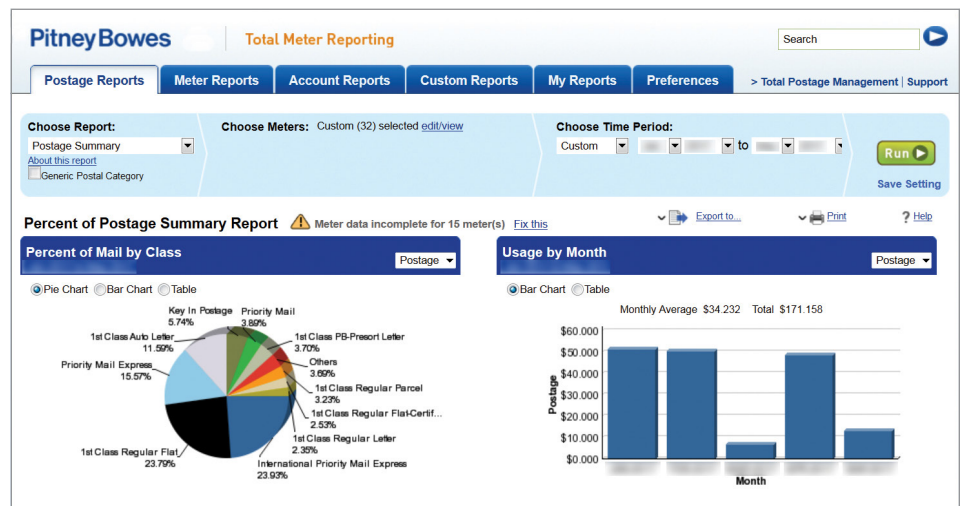 PitneyBowes
Total Meter Reporting
Search
Postage Reports
Meter Reports
Account Reports
Custom Reports
My Reports
Preferences
> Total Postage Management | Support
Choose Report:
Postage Summary
About this report
Generic Postal Category
Choose Meters: Custom (32) selected edit/view
Choose Time Period:
Custom
to
Run
Save Setting
Percent of Postage Summary Report
Meter data incomplete for 15 meter(s) Fix this
Export to...
Print
? Help
Percent of Mail by Class
Postage
Pie Chart
Bar Chart
Table
Key In Postage
5.74%
Priority Mail
3.89%
1st Class Auto Letter
11.59%
1st Class PB-Presort Letter
3.70%
Priority Mail Express
15.57%
Others
3.69%
1st Class Regular Parcel
3.23%
1st Class Regular Flat-Certif...
2.53%
1st Class Regular Letter
2.35%
1st Class Regular Flat
23.79%
International Priority Mail Express
23.93%
Usage by Month
Postage
Bar Chart
Table
Monthly Average $34.232 Total $171.158
$60.000
$50.000
$40.000
$30.000
$20.000
$10.000
$0.000
Postage
Month